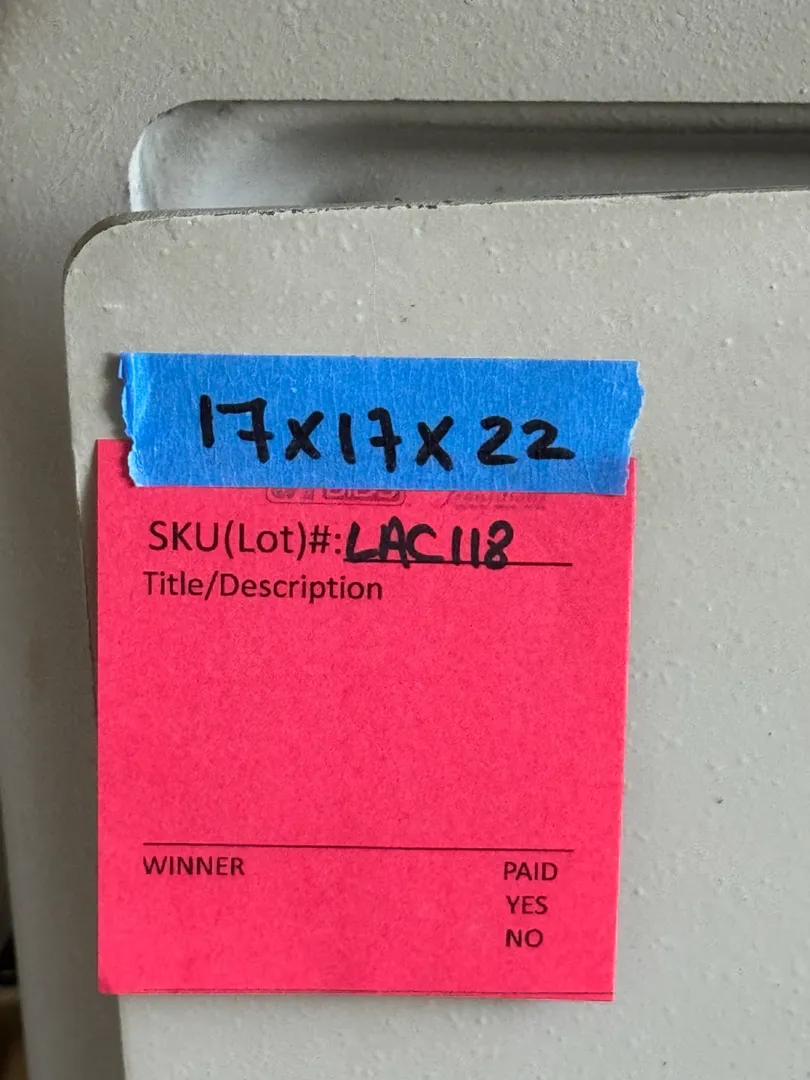 17X17X22
SKU(Lot)#: LAC118
Title/Description
WINNER
PAID
YES
NO